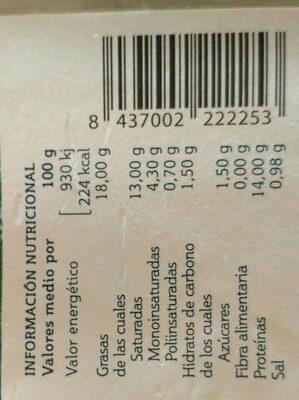 INFORMACIÓN NUTRICIONAL
Valores medio por 100 g
Valor energético 930 kj
224 kcal
Grasas 18,00 g
de las cuales
Saturadas 13,00 g
Monoinsaturadas 4,30 g
Poliinsaturadas 0,70 g
Hidratos de carbono 1,50 g
de los cuales
Azúcares 1,50 g
Fibra alimentaria 0,00 g
Proteínas 14,00 g
Sal 0,98 g
8 437002 222253